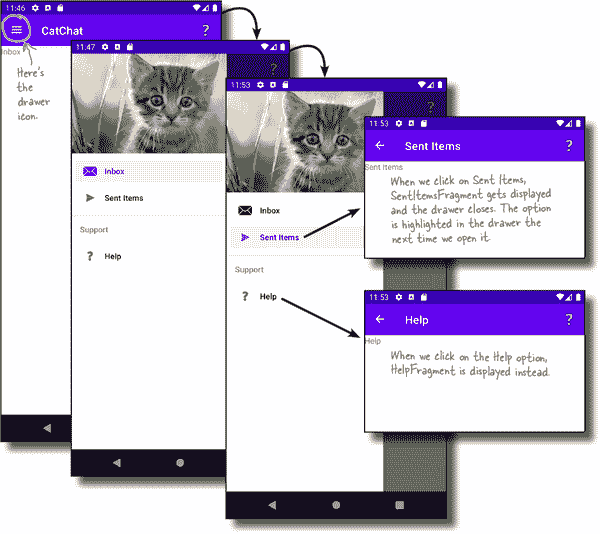 11:46
CatChat
?
Inbox
Here's
the
drawer
icon.
11:47
?
Inbox
Sent Items
Support
?
Help
11:53
?
Inbox
Sent Items
Support
?
Help
11:53
Sent Items
?
Sent Items
When we click on Sent Items,
SentItemsFragment gets displayed
and the drawer closes. The option
is highlighted in the drawer the
next time we open it.
11:53
Help
?
Help
When we click on the Help option,
HelpFragment is displayed instead.